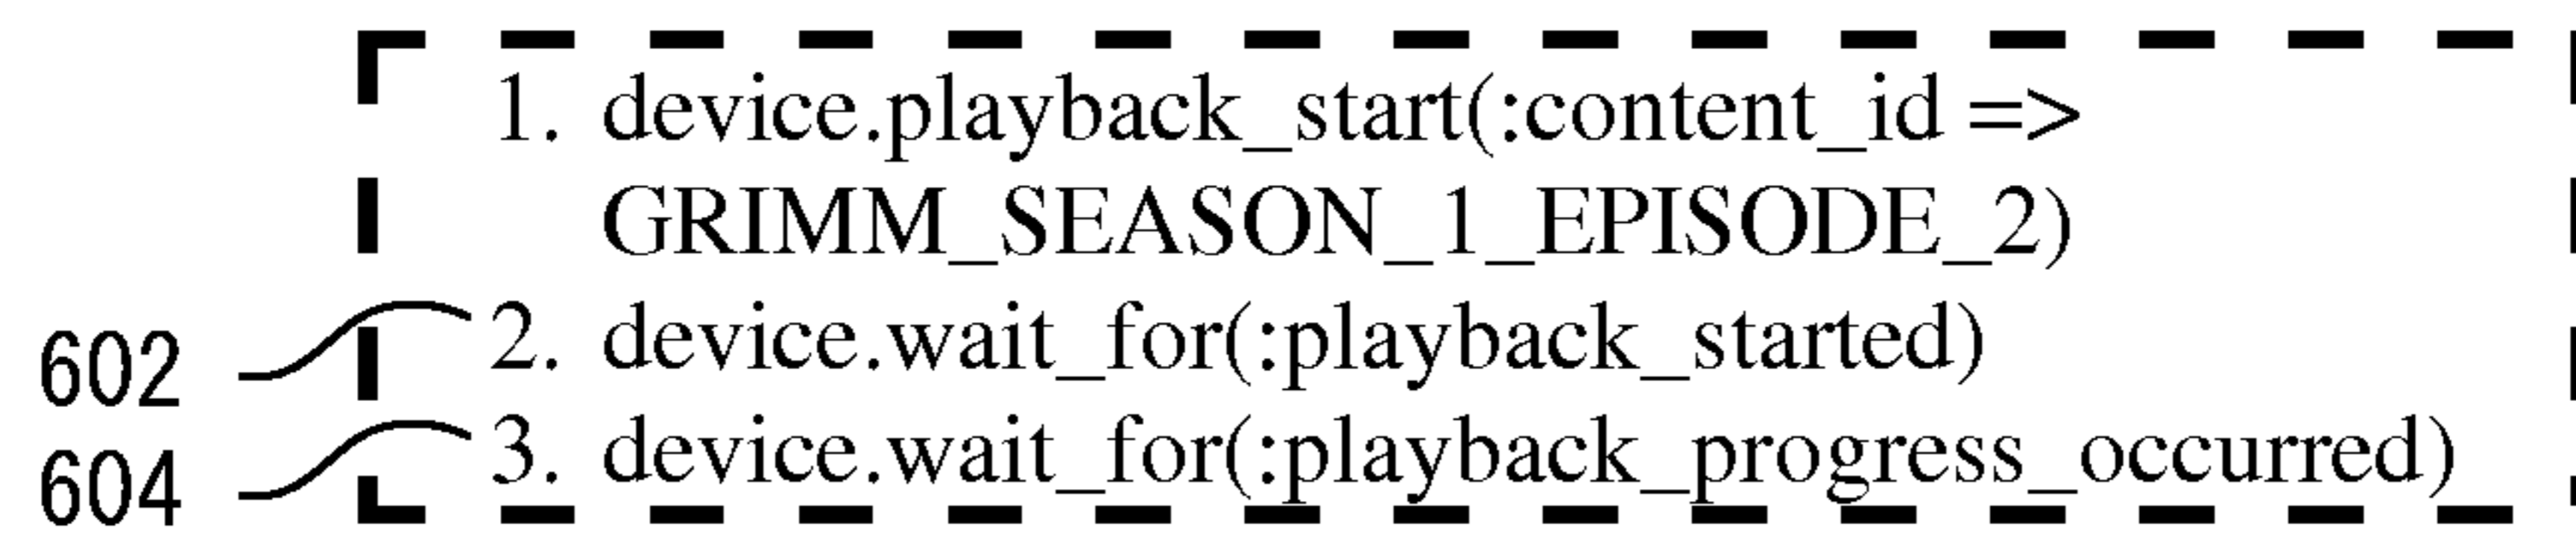 1. device.playback_start(:content_id =>
GRIMM_SEASON_1_EPISODE_2)
602 2. device.wait_for(:playback_started)
604 3. device.wait_for(:playback_progress_occurred)